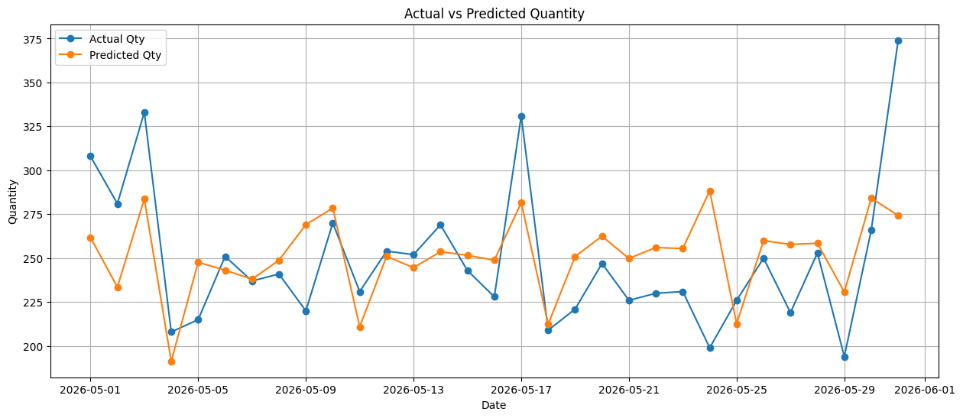 Actual vs Predicted Quantity
Actual Qty
Predicted Qty
375
350
325
300
275
250
225
200
Quantity
2026-05-01 2026-05-05 2026-05-09 2026-05-13 2026-05-17 2026-05-21 2026-05-25 2026-05-29 2026-06-01
Date